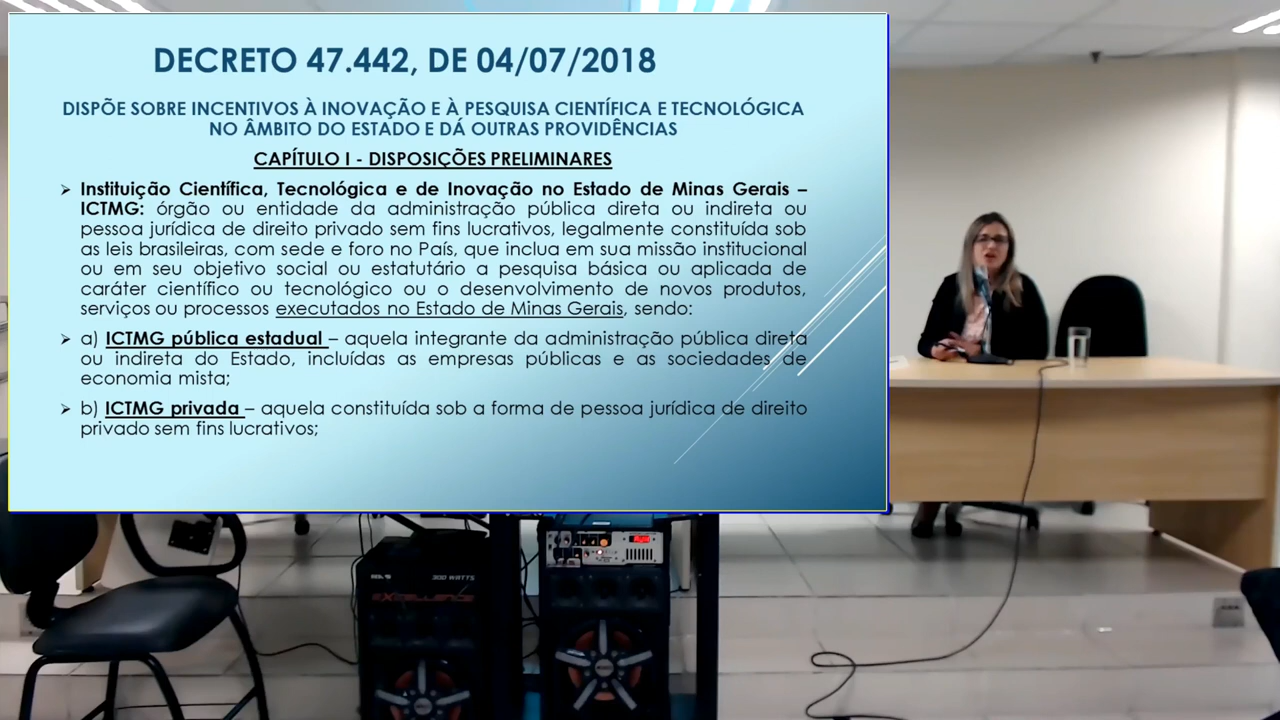 DECRETO 47.442, DE 04/07/2018
DISPÕE SOBRE INCENTIVOS À INOVAÇÃO E À PESQUISA CIENTÍFICA E TECNOLÓGICA
NO ÂMBITO DO ESTADO E DÁ OUTRAS PROVIDÊNCIAS
CAPÍTULO I - DISPOSIÇÕES PRELIMINARES
➢ Instituição Científica, Tecnológica e de Inovação no Estado de Minas Gerais –
ICTMG: órgão ou entidade da administração pública direta ou indireta ou
pessoa jurídica de direito privado sem fins lucrativos, legalmente constituída sob
as leis brasileiras, com sede e foro no País, que inclua em sua missão institucional
ou em seu objetivo social ou estatutário a pesquisa básica ou aplicada de
caráter científico ou tecnológico ou o desenvolvimento de novos produtos,
serviços ou processos executados no Estado de Minas Gerais, sendo:
➢ a) ICTMG pública estadual – aquela integrante da administração pública direta
ou indireta do Estado, incluídas as empresas públicas e as sociedades de
economia mista;
➢ b) ICTMG privada – aquela constituída sob a forma de pessoa jurídica de direito
privado sem fins lucrativos;
300 WATTS
EXCELLENCE